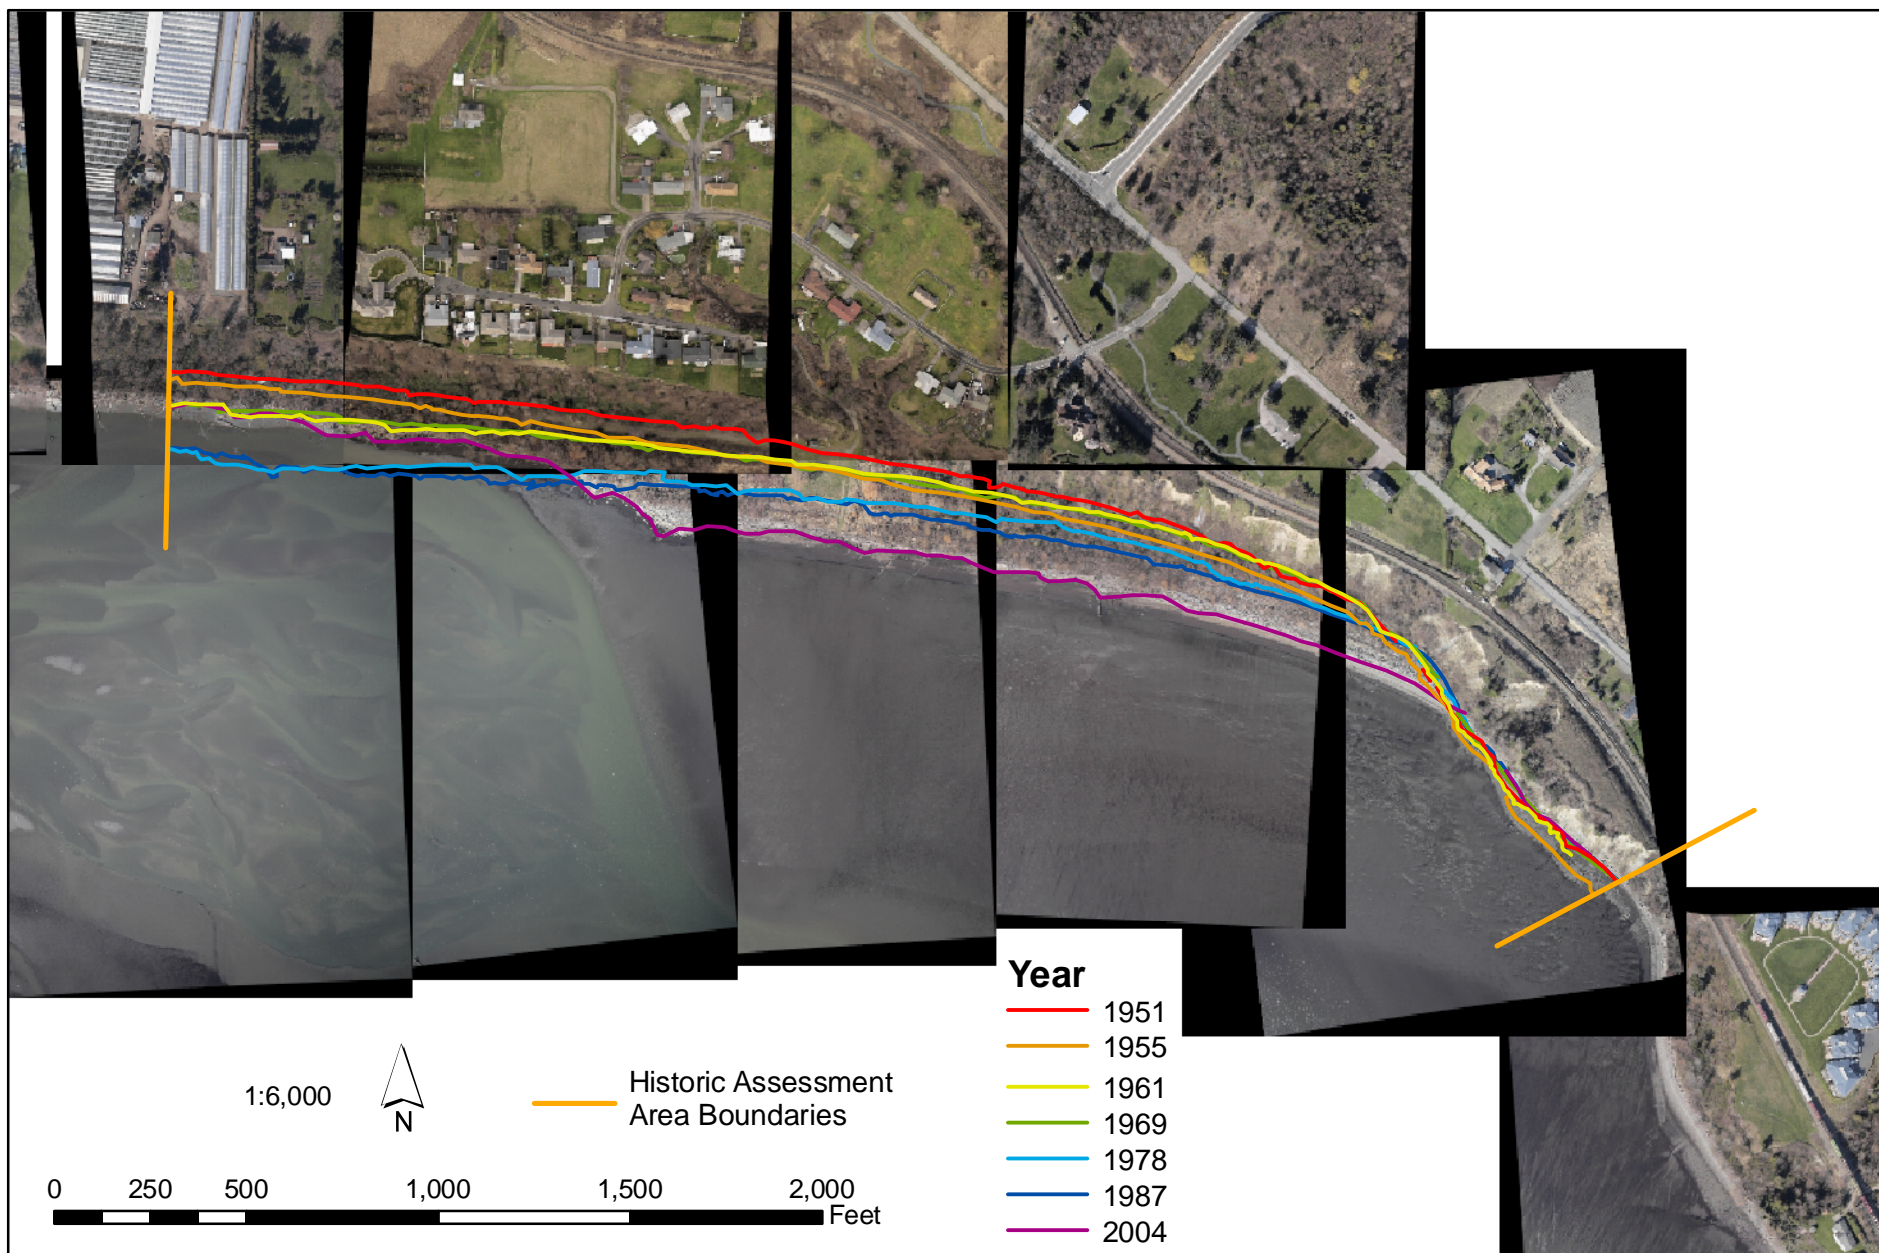 Year
1951
1955
1961
1969
1978
1987
2004
1:6,000
N
Historic Assessment
Area Boundaries
0 250 500 1,000 1,500 2,000
Feet